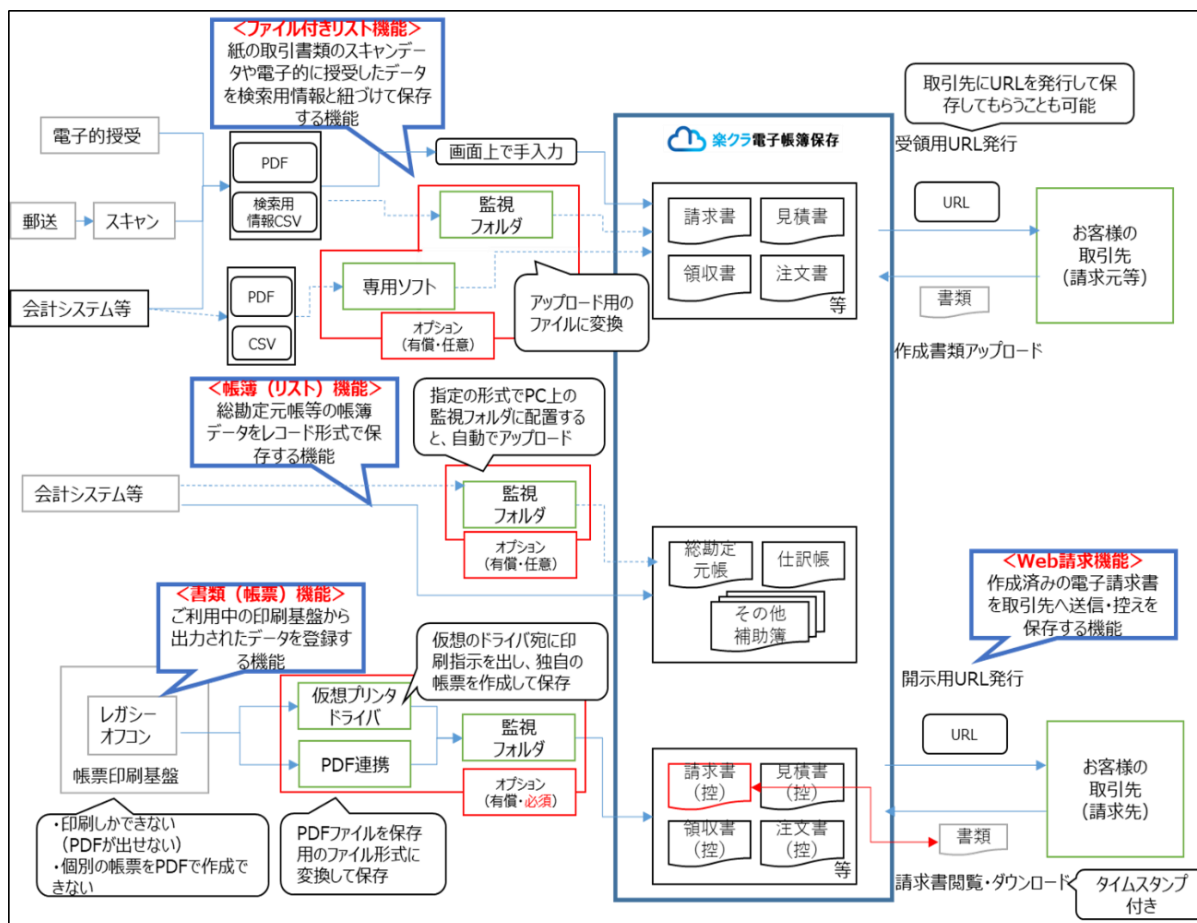 ＜ファイル付きリスト機能＞
紙の取引書類のスキャンデー
タや電子的に授受したデータ
を検索用情報と紐づけて保存
する機能
電子的授受
郵送
スキャン
会計システム等
PDF
検索用
情報CSV
PDF
CSV
画面上で手入力
監視
フォルダ
専用ソフト
オプション
(有償・任意)
アップロード用の
ファイルに変換
楽クラ電子帳簿保存
請求書
見積書
領収書
注文書
等
取引先にURLを発行して保
存してもらうことも可能
受領用URL発行
URL
お客様の
取引先
(請求元等)
書類
作成書類アップロード
＜帳簿（リスト）機能＞
総勘定元帳等の帳簿
データをレコード形式で保
存する機能
指定の形式でPC上の
監視フォルダに配置する
と、自動でアップロード
会計システム等
監視
フォルダ
オプション
(有償・任意)
総勘定
元帳
仕訳帳
その他
補助簿
＜書類（帳票）機能＞
ご利用中の印刷基盤から
出力されたデータを登録す
る機能
仮想のドライバ宛に印
刷指示を出し、独自の
帳票を作成して保存
レガシー
オフコン
帳票印刷基盤
仮想プリンタ
ドライバ
PDF連携
監視
フォルダ
オプション
(有償・必須)
・印刷しかできない
（PDFが出せない）
・個別の帳票をPDFで作成で
きない
PDFファイルを保存
用のファイル形式に
変換して保存
請求書
(控)
見積書
(控)
領収書
(控)
注文書
(控)
等
＜Web請求機能＞
作成済みの電子請求書
を取引先へ送信・控えを
保存する機能
開示用URL発行
URL
お客様の
取引先
(請求先)
書類
請求書閲覧・ダウンロード
タイムスタンプ
付き